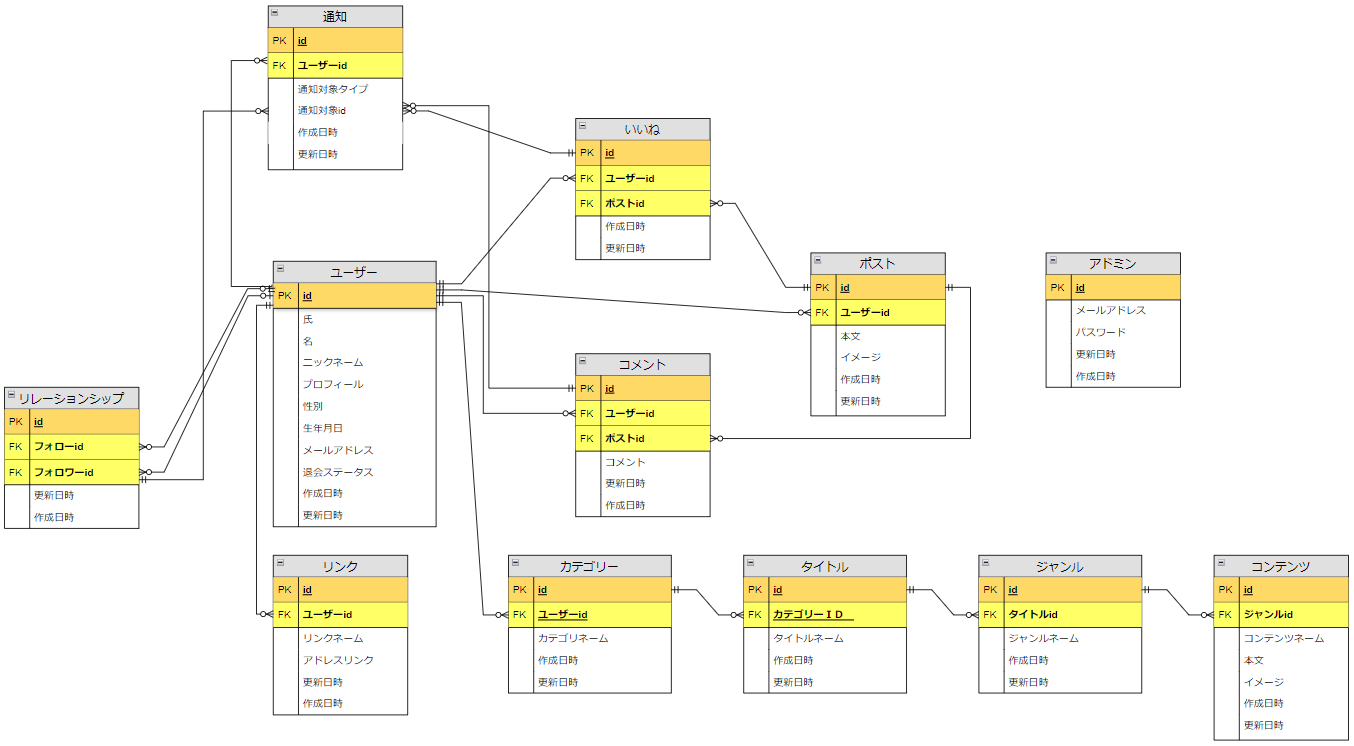 通知
PK id
FK ユーザーid
通知対象タイプ
通知対象id
作成日時
更新日時
いいね
PK id
FK ユーザーid
FK ポストid
作成日時
更新日時
ポスト
PK id
FK ユーザーid
本文
イメージ
作成日時
更新日時
アドミン
PK id
メールアドレス
パスワード
更新日時
作成日時
ユーザー
PK id
氏
名
ニックネーム
プロフィール
性別
生年月日
メールアドレス
退会ステータス
作成日時
更新日時
コメント
PK id
FK ユーザーid
FK ポストid
コメント
更新日時
作成日時
リレーションシップ
PK id
FK フォローid
FK フォロワーid
更新日時
作成日時
リンク
PK id
FK ユーザーid
リンクネーム
アドレスリンク
更新日時
作成日時
カテゴリー
PK id
FK ユーザーid
カテゴリネーム
作成日時
更新日時
タイトル
PK id
FK カテゴリーＩＤ
タイトルネーム
作成日時
更新日時
ジャンル
PK id
FK タイトルid
ジャンルネーム
作成日時
更新日時
コンテンツ
PK id
FK ジャンルid
コンテンツネーム
本文
イメージ
作成日時
更新日時